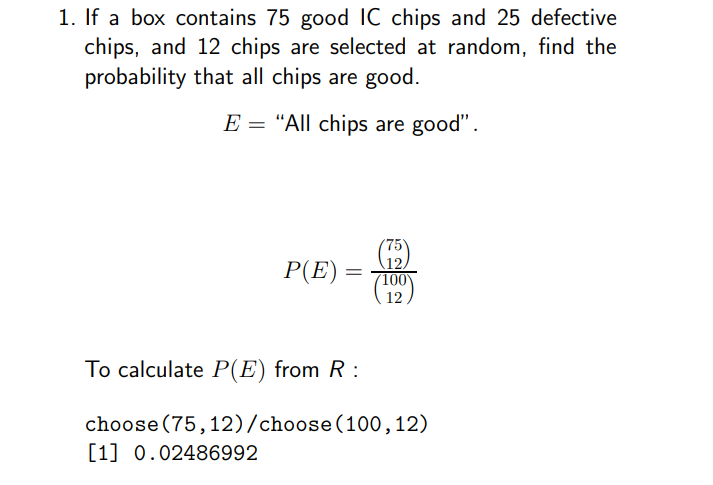 1. If a box contains 75 good IC chips and 25 defective
chips, and 12 chips are selected at random, find the
probability that all chips are good.
E = “All chips are good”.
P(E) = \frac{\binom{75}{12}}{\binom{100}{12}}
To calculate P(E) from R :
choose(75,12)/choose(100,12)
[1] 0.02486992